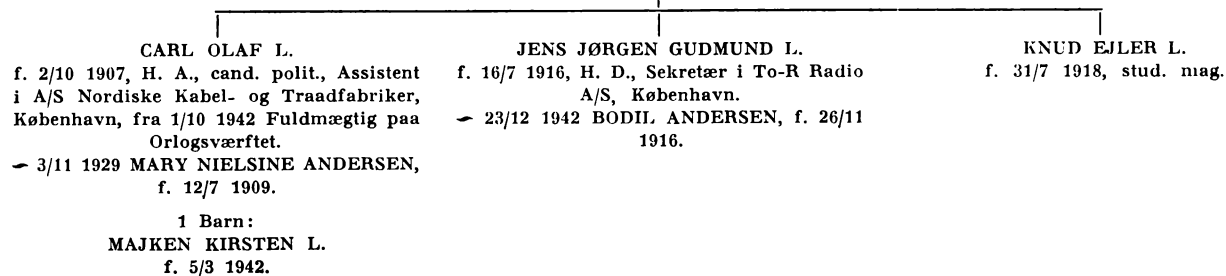 CARL OLAF L.
f. 2/10 1907, H. A., cand. polit., Assistent
i A/S Nordiske Kabel- og Traadfabriker,
København, fra 1/10 1942 Fuldmægtig paa
Orlogsværftet.
⚭ 3/11 1929 MARY NIELSINE ANDERSEN,
f. 12/7 1909.
1 Barn:
MAJKEN KIRSTEN L.
f. 5/3 1942.
JENS JØRGEN GUDMUND L.
f. 16/7 1916, H. D., Sekretær i To-R Radio
A/S, København.
⚭ 23/12 1942 BODIL ANDERSEN, f. 26/11
1916.
KNUD EJLER L.
f. 31/7 1918, stud. mag.